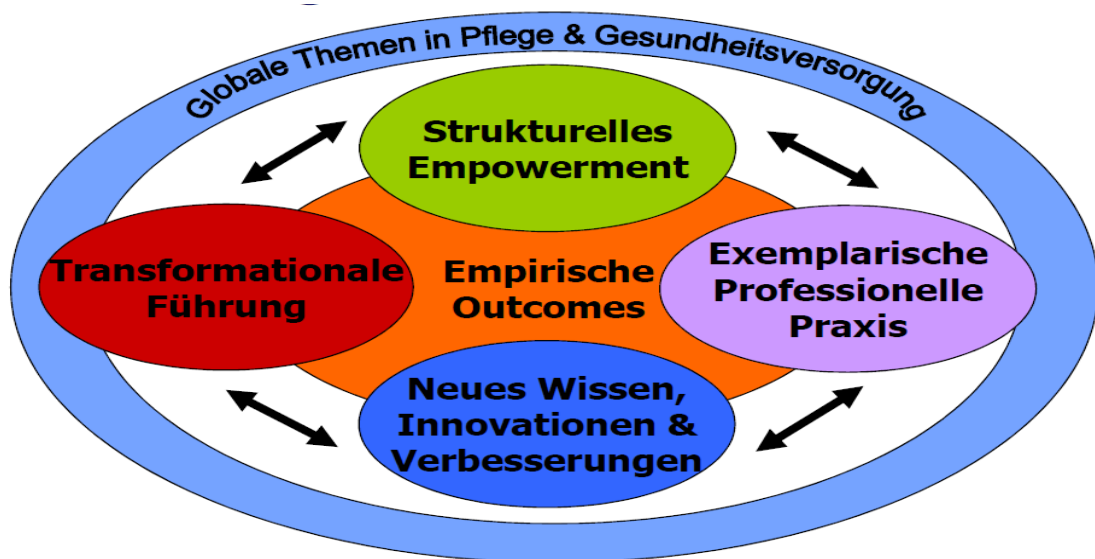 Globale Themen in Pflege & Gesundheitsversorgung
Strukturelles
Empowerment
Transformationale
Führung
Empirische
Outcomes
Exemplarische
Professionelle
Praxis
Neues Wissen,
Innovationen &
Verbesserungen